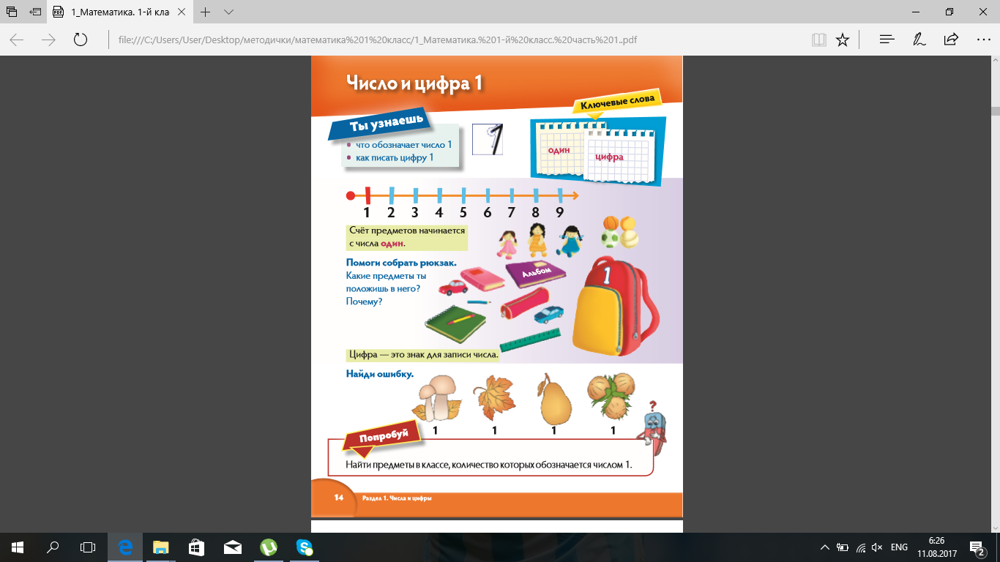 1_Математика. 1-й кла
file:///C:/Users/User/Desktop/методички/математика%201%20класс/1_Математика.%201-й%20класс.%20часть%201..pdf
Число и цифра 1
Ключевые слова
Ты узнаешь
• что обозначает число 1
• как писать цифру 1
1
один
цифра
1 2 3 4 5 6 7 8 9
Счёт предметов начинается
с числа один.
Помоги собрать рюкзак.
Какие предметы ты
положишь в него?
Почему?
Альбом
1
Цифра — это знак для записи числа.
Найди ошибку.
?
1 1 1 1
Попробуй
Найти предметы в классе, количество которых обозначается числом 1.
14 Раздел 1. Числа и цифры
ENG
6:26
11.08.2017
2